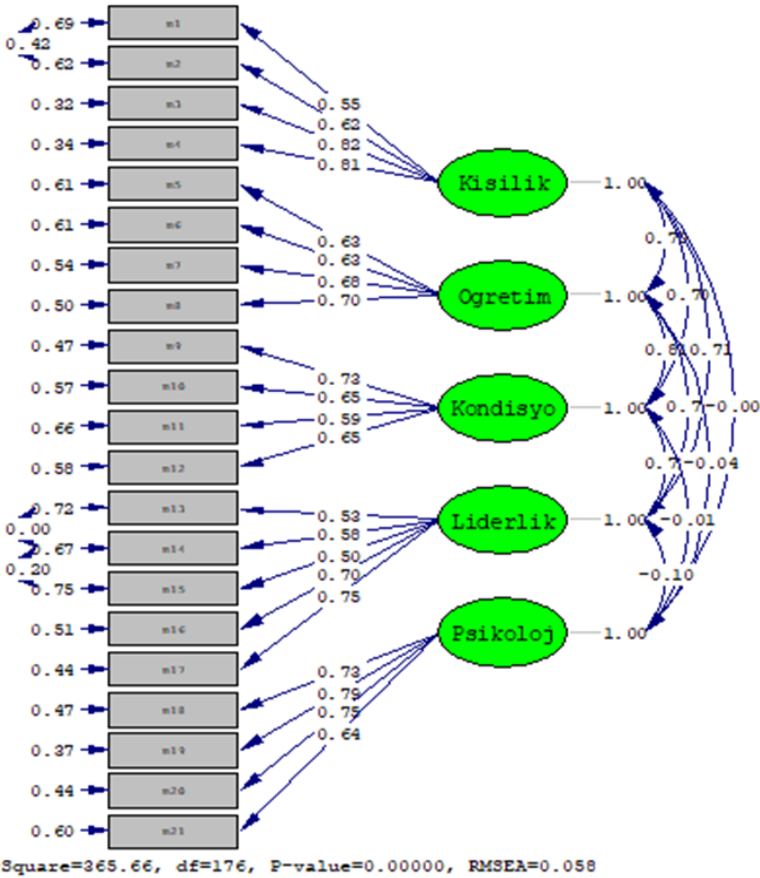 0.69 m1
0.42
0.62 m2
0.32 m3
0.55
0.62
0.34 m4
0.82
0.81
0.61 m5
Kisilik 1.00
0.61 m6
0.63
0.63
0.54 m7
0.68
0.50 m8
0.70
Ogretim 1.00
0.70
0.47 m9
0.71
0.57 m10
0.73
0.65
0.66 m11
0.59
Kondisyo 1.00
-0.00
0.58 m12
0.65
-0.04
0.72 m13
0.53
Liderlik 1.00
-0.01
0.00
0.67 m14
0.58
0.50
0.20
0.75 m15
0.70
0.75
-0.10
0.51 m16
0.44 m17
Psikoloj 1.00
0.47 m18
0.73
0.79
0.75
0.37 m19
0.64
0.44 m20
0.60 m21
Square=365.66, df=176, P-value=0.00000, RMSEA=0.058